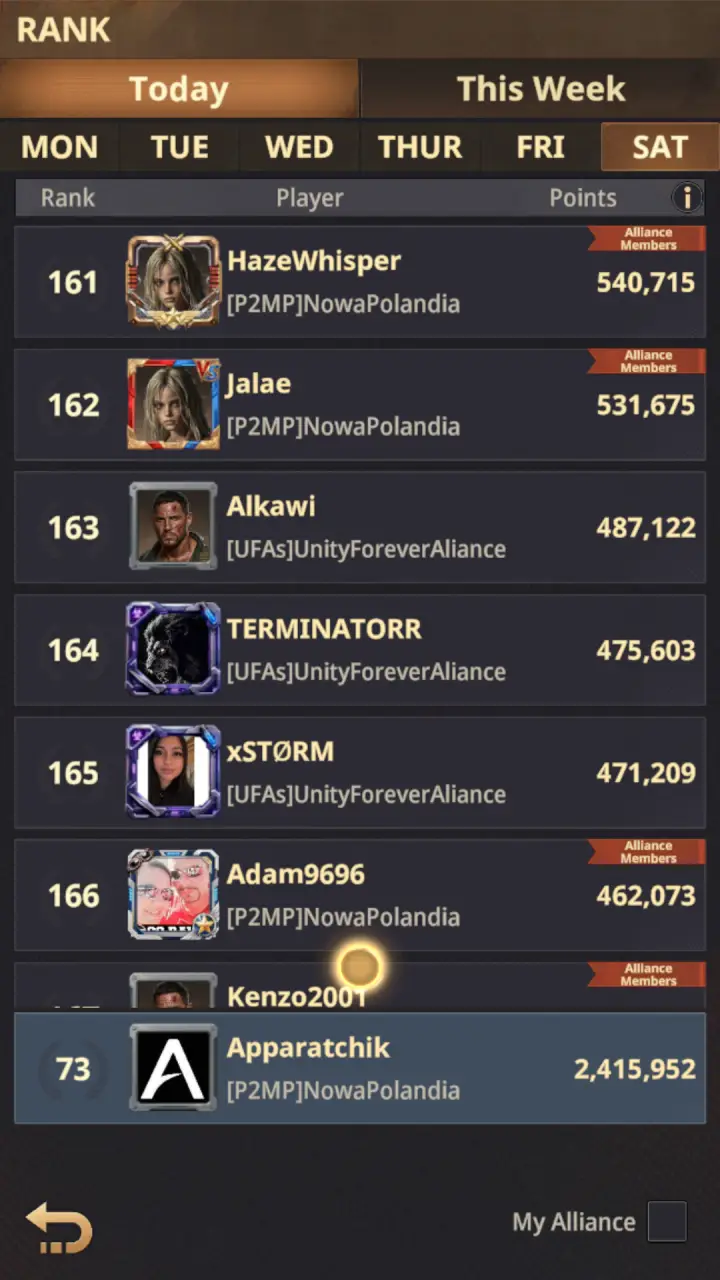 RANK
Today
This Week
MON TUE WED THUR FRI SAT
Rank Player Points i
Alliance Members
161 HazeWhisper 540,715
[P2MP]NowaPolandia
Alliance Members
162 Jalae 531,675
[P2MP]NowaPolandia
163 Alkawi 487,122
[UFAs]UnityForeverAliance
164 TERMINATORR 475,603
[UFAs]UnityForeverAliance
165 xSTØRM 471,209
[UFAs]UnityForeverAliance
Alliance Members
166 Adam9696 462,073
[P2MP]NowaPolandia
Alliance Members
Kenzo2001
73 Apparatchik 2,415,952
[P2MP]NowaPolandia
My Alliance